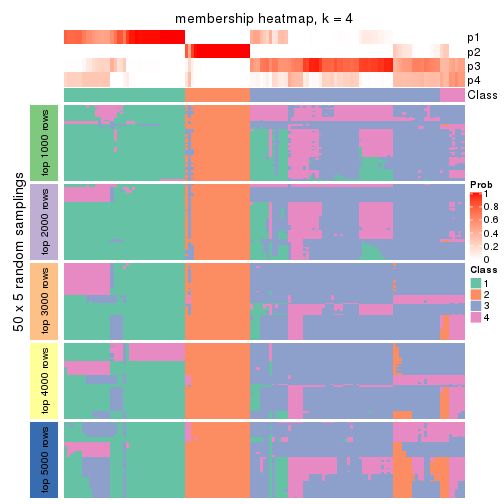 membership heatmap, k = 4
p1
p2
p3
p4
Class
50 x 5 random samplings
top 1000 rows
top 2000 rows
top 3000 rows
top 4000 rows
top 5000 rows
Prob
1
0.8
0.6
0.4
0.2
0
Class
1
2
3
4